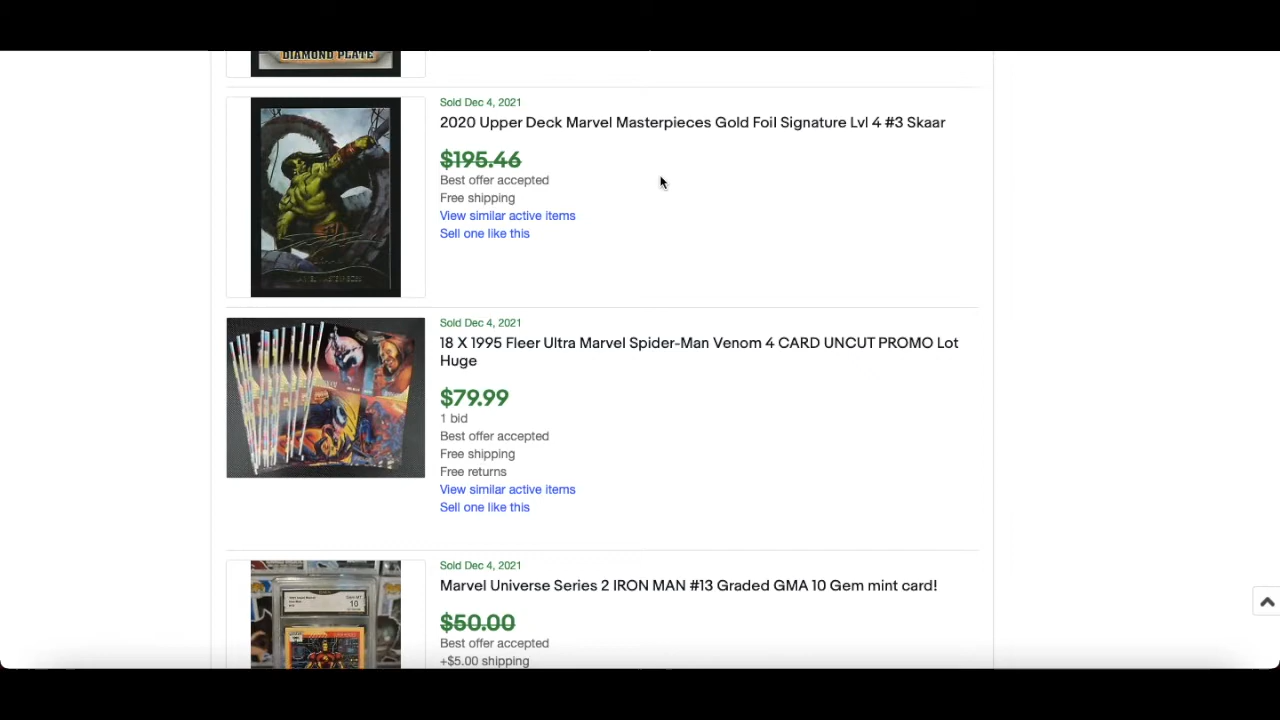 DIAMOND PLATE
Sold Dec 4, 2021
2020 Upper Deck Marvel Masterpieces Gold Foil Signature Lvl 4 #3 Skaar
$195.46
Best offer accepted
Free shipping
View similar active items
Sell one like this
Sold Dec 4, 2021
18 X 1995 Fleer Ultra Marvel Spider-Man Venom 4 CARD UNCUT PROMO Lot
Huge
$79.99
1 bid
Best offer accepted
Free shipping
Free returns
View similar active items
Sell one like this
Sold Dec 4, 2021
Marvel Universe Series 2 IRON MAN #13 Graded GMA 10 Gem mint card!
$50.00
Best offer accepted
+$5.00 shipping
10